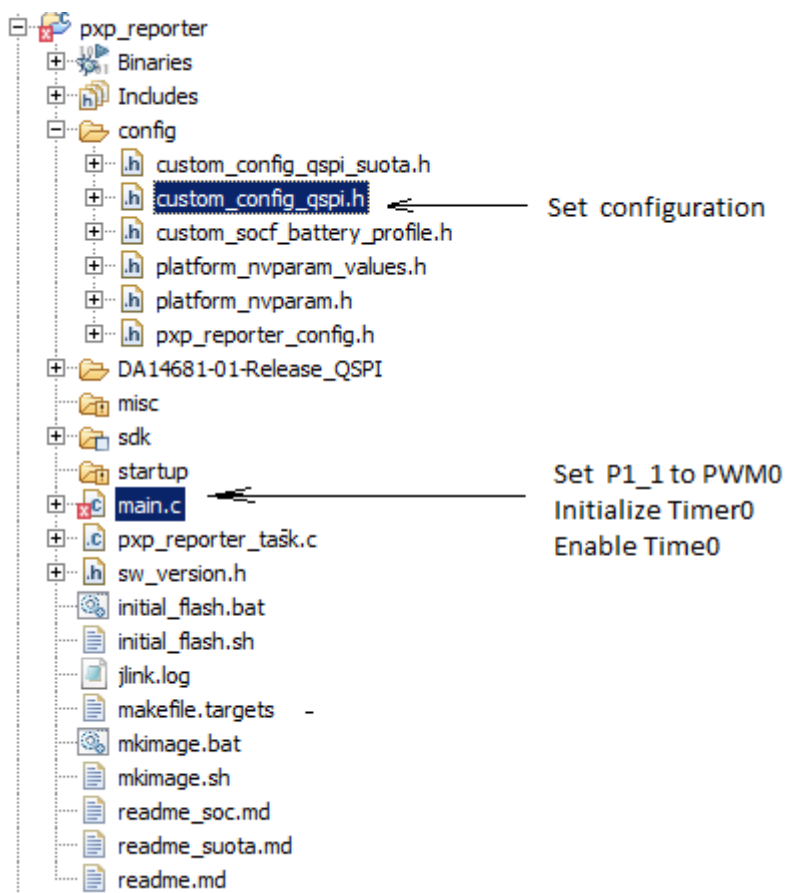 pxp_reporter
Binaries
Includes
config
custom_config_qspi_suota.h
custom_config_qspi.h
Set configuration
custom_socf_battery_profile.h
platform_nvparam_values.h
platform_nvparam.h
pxp_reporter_config.h
DA14681-01-Release_QSPI
misc
sdk
startup
Set P1_1 to PWM0
main.c
Initialize Timer0
pxp_reporter_task.c
Enable Time0
sw_version.h
initial_flash.bat
initial_flash.sh
jlink.log
makefile.targets -
mkimage.bat
mkimage.sh
readme_soc.md
readme_suota.md
readme.md